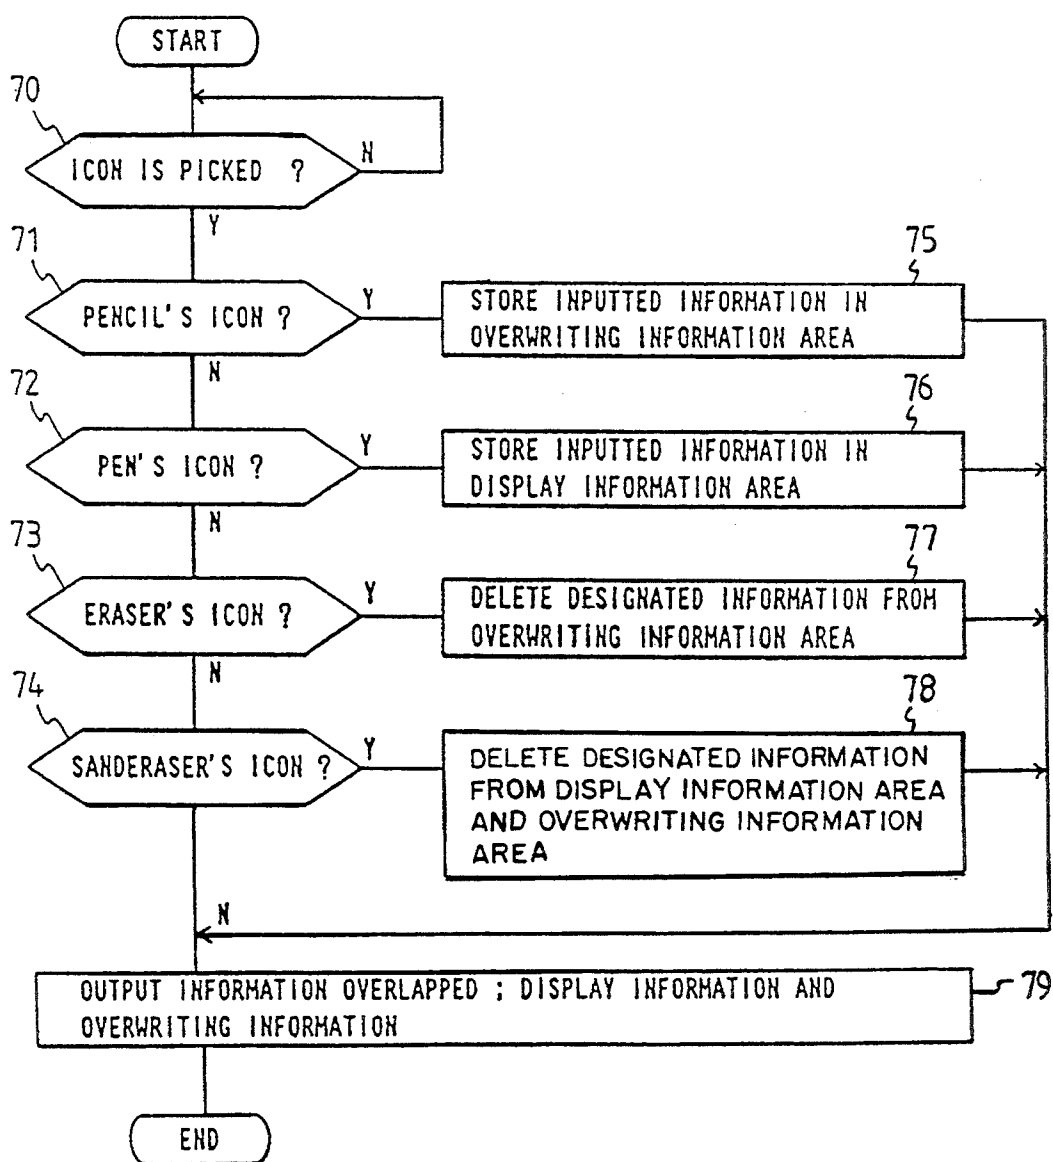 START
70
ICON IS PICKED ?
N
Y
71
PENCIL'S ICON ?
Y
75
STORE INPUTTED INFORMATION IN
OVERWRITING INFORMATION AREA
N
72
PEN'S ICON ?
Y
76
STORE INPUTTED INFORMATION IN
DISPLAY INFORMATION AREA
N
73
ERASER'S ICON ?
Y
77
DELETE DESIGNATED INFORMATION FROM
OVERWRITING INFORMATION AREA
N
74
SANDERASER'S ICON ?
Y
78
DELETE DESIGNATED INFORMATION
FROM DISPLAY INFORMATION AREA
AND OVERWRITING INFORMATION
AREA
N
OUTPUT INFORMATION OVERLAPPED ; DISPLAY INFORMATION AND
OVERWRITING INFORMATION
79
END